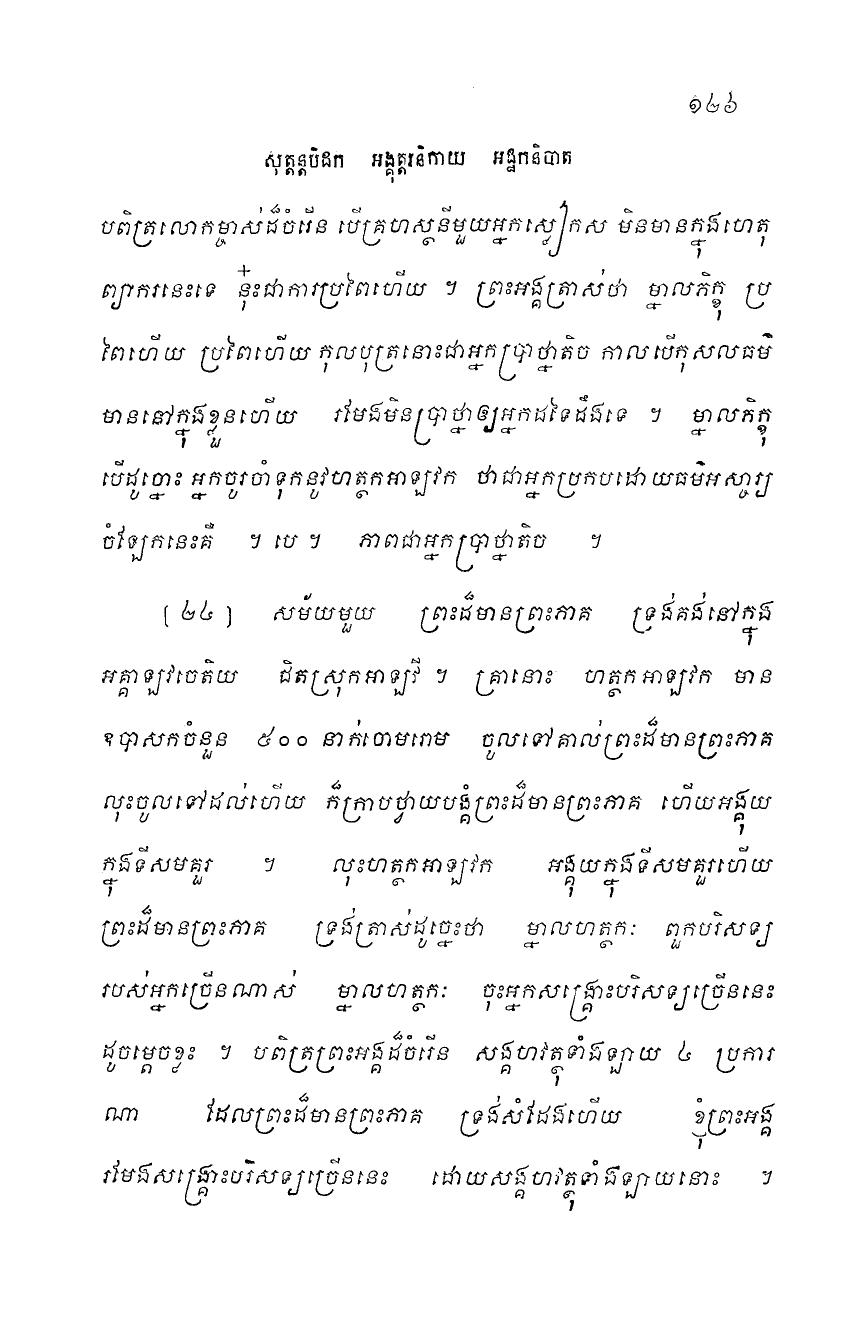 ១២៦
សុត្តន្តបិដក អង្គុត្តរនិកាយ អដ្ឋកនិបាត
បពិត្រលោកម្ចាស់ដ៏ចំរើន បើគ្រហស្ថនីមួយអ្នកស្លៀកស មិនមានក្នុងហេតុ
ព្យាករនេះទេ នុ៎ះជាការប្រពៃហើយ ។ ព្រះអង្គត្រាស់ថា ម្នាលភិក្ខុ ប្រ
ពៃហើយ ប្រពៃហើយ កុលបុត្រនោះជាអ្នកប្រាថ្នាតិច កាលបើកុសលធម៌
មាននៅក្នុងខ្លួនហើយ រមែងមិនប្រាថ្នាឲ្យអ្នកដទៃដឹងទេ ។ ម្នាលភិក្ខុ
បើដូច្នោះ អ្នកចូរចាំទុកនូវហត្ថកអាឡវក ថាជាអ្នកប្រកបដោយធម៌អស្ចារ្យ
ចំឡែកនេះគឺ ។ បេ ។ ភាពជាអ្នកប្រាថ្នាតិច ។
[ ២៤ ] សម័យមួយ ព្រះដ៏មានព្រះភាគ ទ្រង់គង់នៅក្នុង
អគ្គាឡវចេតិយ ជិតស្រុកអាឡវី ។ គ្រានោះ ហត្ថកអាឡវក មាន
ឧបាសកចំនួន ៥០០ នាក់ចោមរោម ចូលទៅគាល់ព្រះដ៏មានព្រះភាគ
លុះចូលទៅដល់ហើយ ក៏ក្រាបថ្វាយបង្គំព្រះដ៏មានព្រះភាគ ហើយអង្គុយ
ក្នុងទីសមគួរ ។ លុះហត្ថកអាឡវក អង្គុយក្នុងទីសមគួរហើយ
ព្រះដ៏មានព្រះភាគ ទ្រង់ត្រាស់ដូច្នេះថា ម្នាលហត្ថកៈ ពួកបរិសទ្យ
របស់អ្នកច្រើនណាស់ ម្នាលហត្ថកៈ ចុះអ្នកសង្គ្រោះបរិសទ្យច្រើននេះ
ដូចម្តេចខ្លះ ។ បពិត្រព្រះអង្គដ៏ចំរើន សង្គហវត្ថុទាំងឡាយ ៤ ប្រការ
ណា ដែលព្រះដ៏មានព្រះភាគ ទ្រង់សំដែងហើយ ខ្ញុំព្រះអង្គ
រមែងសង្គ្រោះបរិសទ្យច្រើននេះ ដោយសង្គហវត្ថុទាំងឡាយនោះ ។